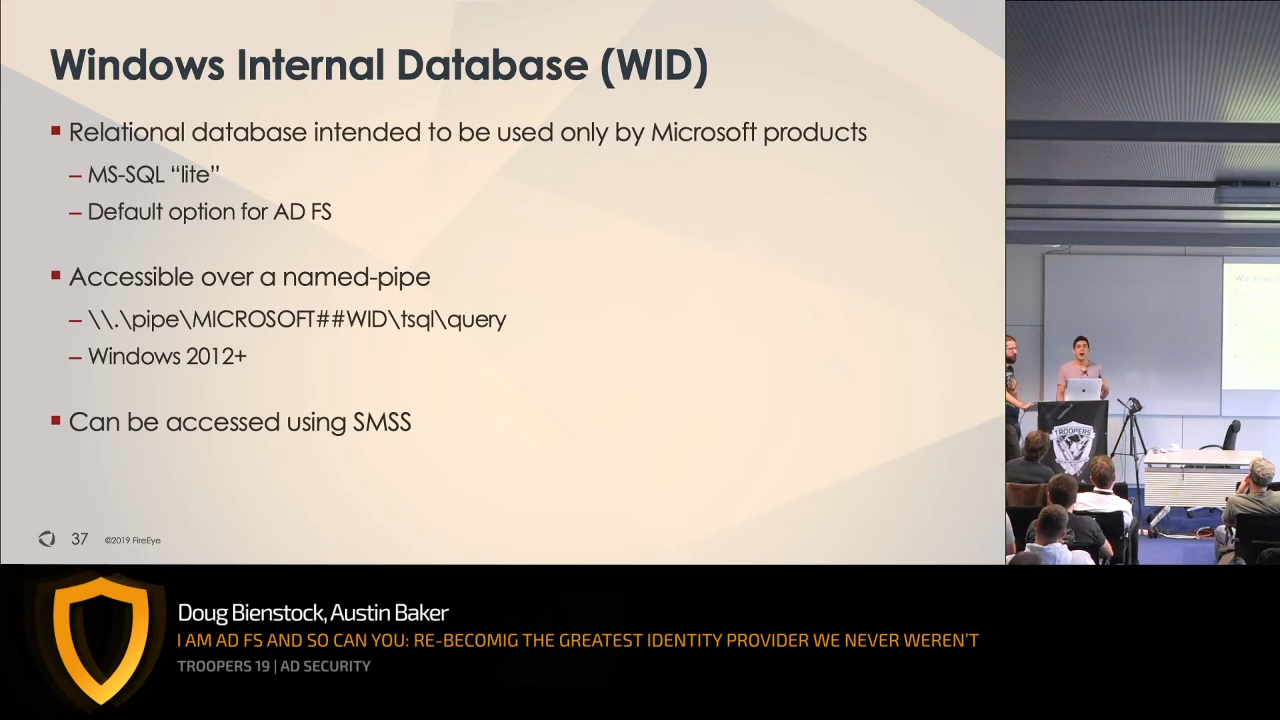 Windows Internal Database (WID)
▪ Relational database intended to be used only by Microsoft products
– MS-SQL “lite”
– Default option for AD FS
▪ Accessible over a named-pipe
– \\.\pipe\MICROSOFT##WID\tsql\query
– Windows 2012+
▪ Can be accessed using SMSS
37 ©2019 FireEye
TROOPERS
Doug Bienstock, Austin Baker
I AM AD FS AND SO CAN YOU: RE-BECOMIG THE GREATEST IDENTITY PROVIDER WE NEVER WEREN'T
TROOPERS 19 | AD SECURITY